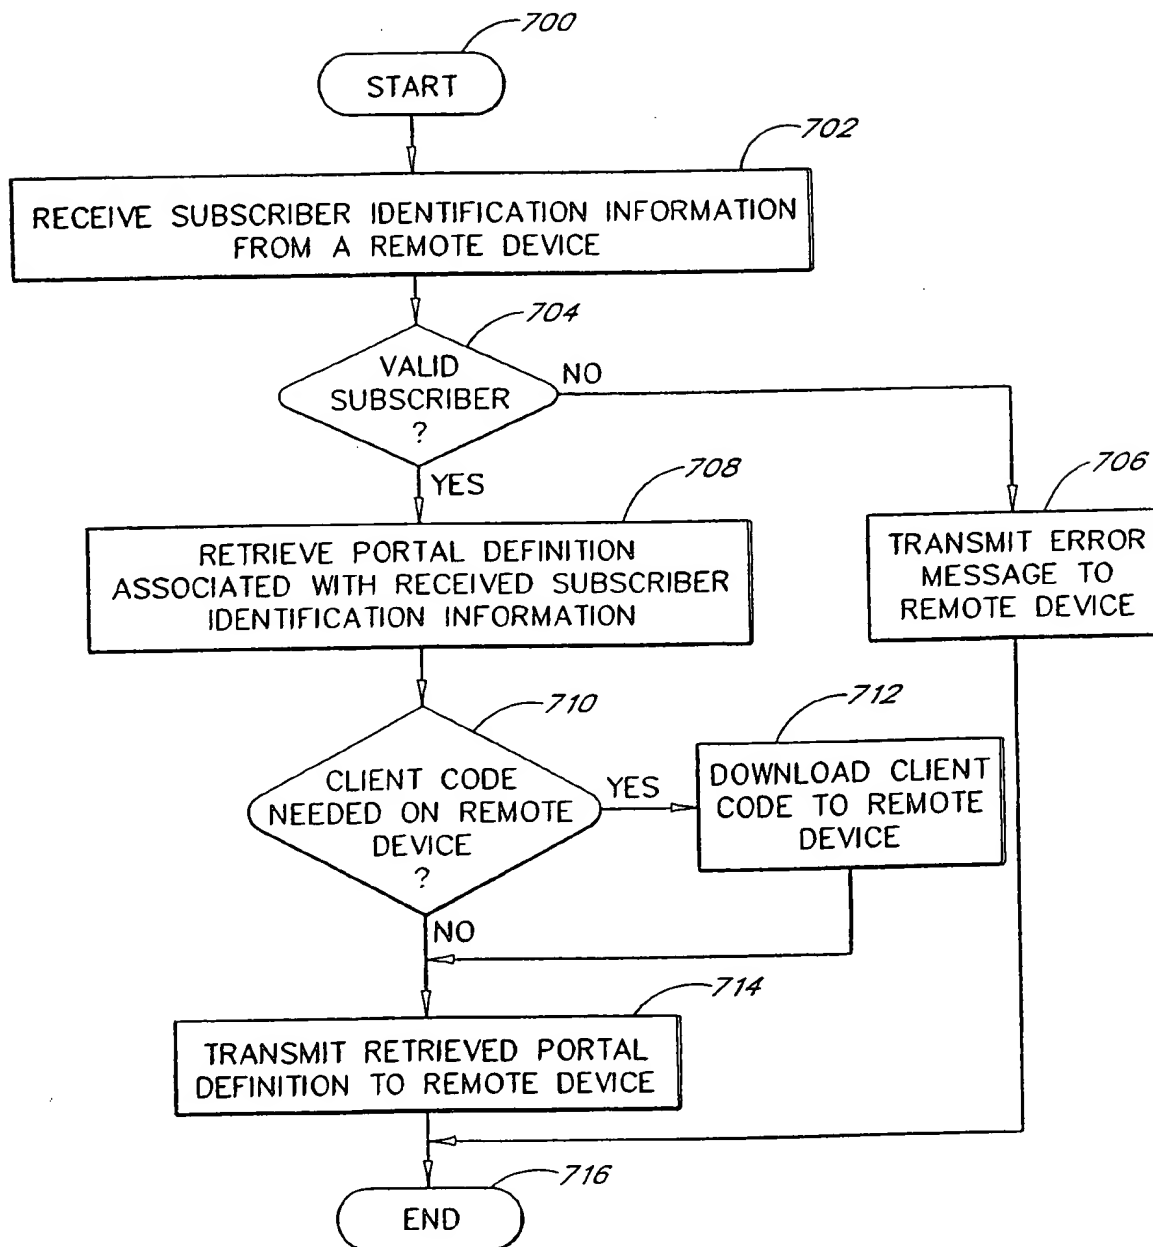 700
START
702
RECEIVE SUBSCRIBER IDENTIFICATION INFORMATION
FROM A REMOTE DEVICE
704
VALID
SUBSCRIBER
?
NO
YES
708
RETRIEVE PORTAL DEFINITION
ASSOCIATED WITH RECEIVED SUBSCRIBER
IDENTIFICATION INFORMATION
706
TRANSMIT ERROR
MESSAGE TO
REMOTE DEVICE
710
CLIENT CODE
NEEDED ON REMOTE
DEVICE
?
YES
712
DOWNLOAD CLIENT
CODE TO REMOTE
DEVICE
NO
714
TRANSMIT RETRIEVED PORTAL
DEFINITION TO REMOTE DEVICE
716
END